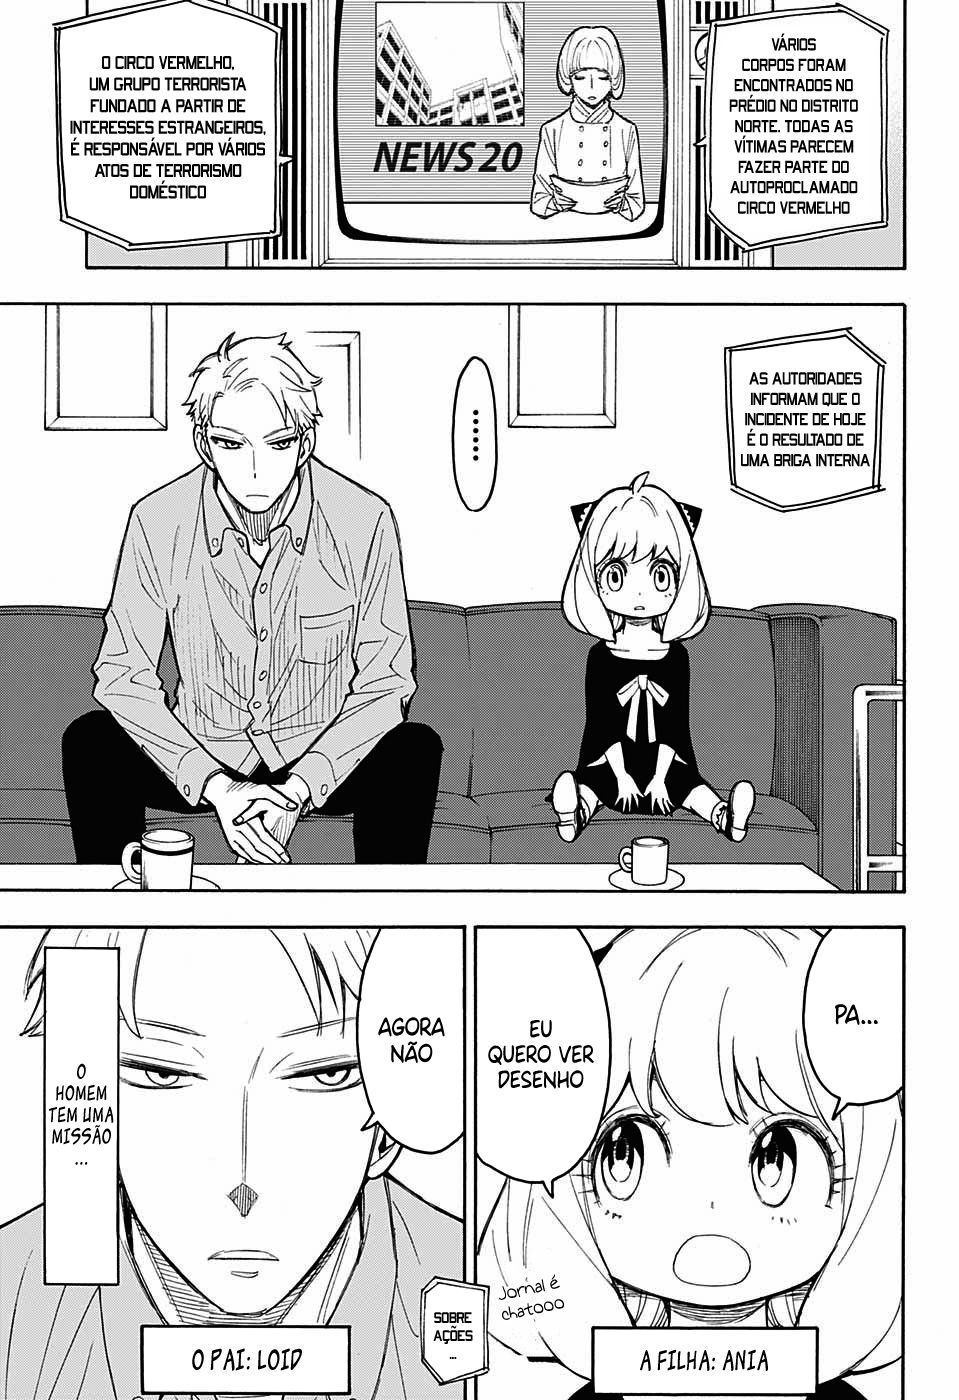 VÁRIOS
CORPOS FORAM
ENCONTRADOS NO
PRÉDIO NO DISTRITO
NORTE. TODAS AS
VÍTIMAS PARECEM
FAZER PARTE DO
AUTOPROCLAMADO
CIRCO VERMELHO
NEWS 20
O CIRCO VERMELHO,
UM GRUPO TERRORISTA
FUNDADO A PARTIR DE
INTERESSES ESTRANGEIROS,
É RESPONSÁVEL POR VÁRIOS
ATOS DE TERRORISMO
DOMÉSTICO
AS AUTORIDADES
INFORMAM QUE O
INCIDENTE DE HOJE
É O RESULTADO DE
UMA BRIGA INTERNA
......
PA...
EU
QUERO VER
DESENHO
Jornal é
chatooo
A FILHA: ANIA
AGORA
NÃO
SOBRE
AÇÕES
...
O
HOMEM
TEM UMA
MISSÃO
...
O PAI: LOID